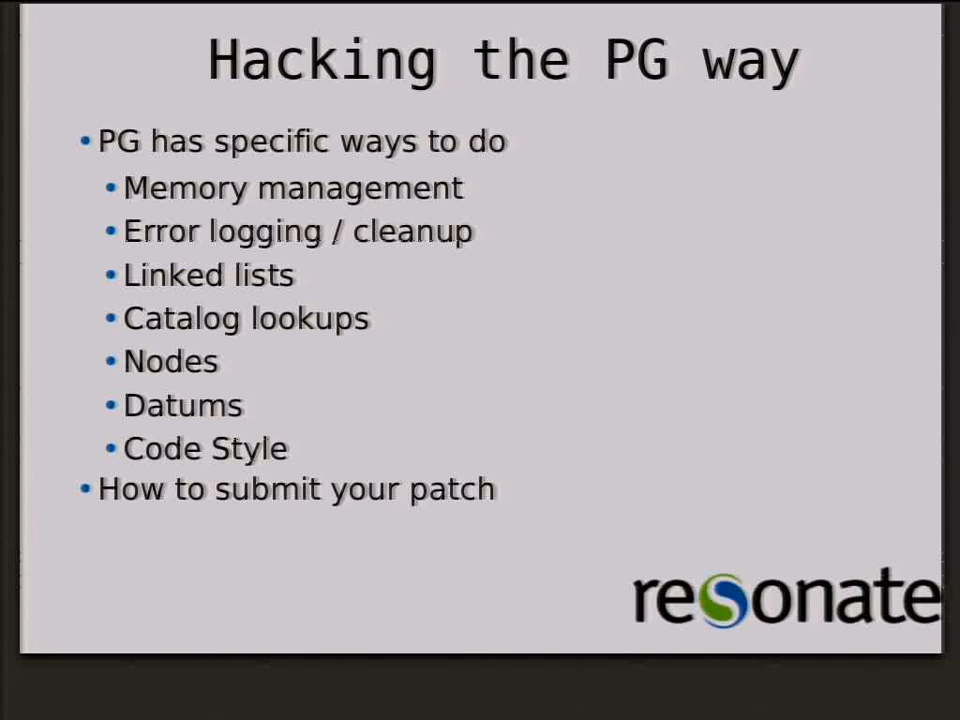 Hacking the PG way
• PG has specific ways to do
• Memory management
• Error logging / cleanup
• Linked lists
• Catalog lookups
• Nodes
• Datums
• Code Style
• How to submit your patch
resonate